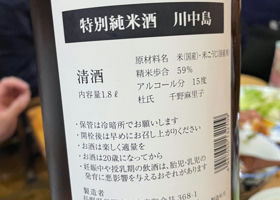 特別純米酒 川中島
原材料名 米(国産)・米こうじ(国産米)
清酒
精米歩合 59%
内容量1.8ℓ
アルコール分 15度
杜氏 千野麻里子
・保管は冷暗所でお願いします
・開栓後は早めにお召し上がりください
・お酒は楽しく適量を
・お酒は20歳になってから
・妊娠中や授乳期の飲酒は、胎児・乳児の
発育に悪影響を与えるおそれがあります
製造者
368-1